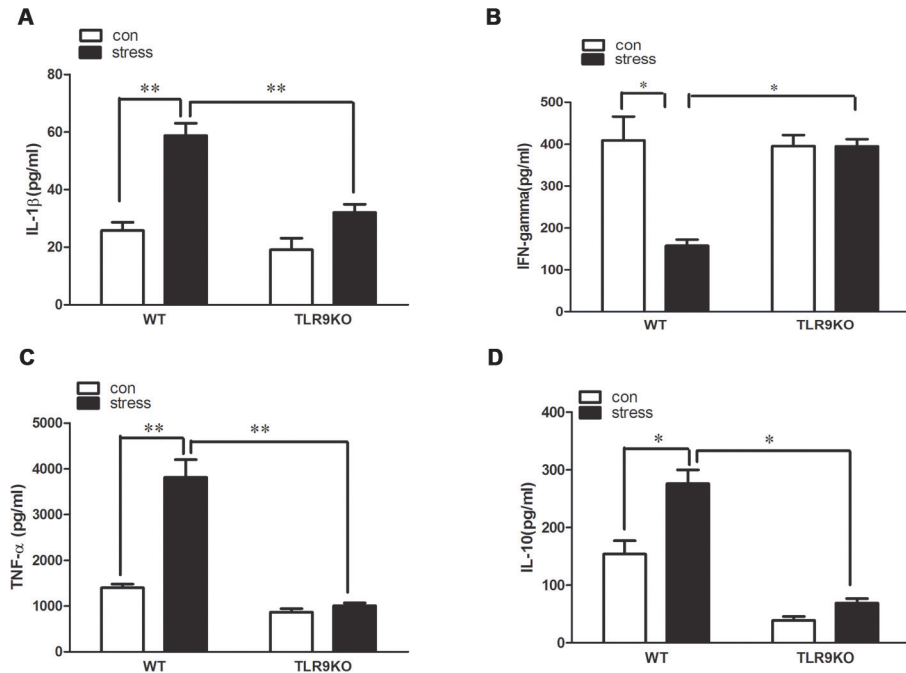 A
con
stress
**
**
80
60
40
20
0
IL-1β(pg/ml)
WT
TLR9KO
B
con
stress
*
*
500
400
300
200
100
0
IFN-gamma(pg/ml)
WT
TLR9KO
C
con
stress
**
**
5000
4000
3000
2000
1000
0
TNF-α (pg/ml)
WT
TLR9KO
D
con
stress
*
*
400
300
200
100
0
IL-10(pg/ml)
WT
TLR9KO